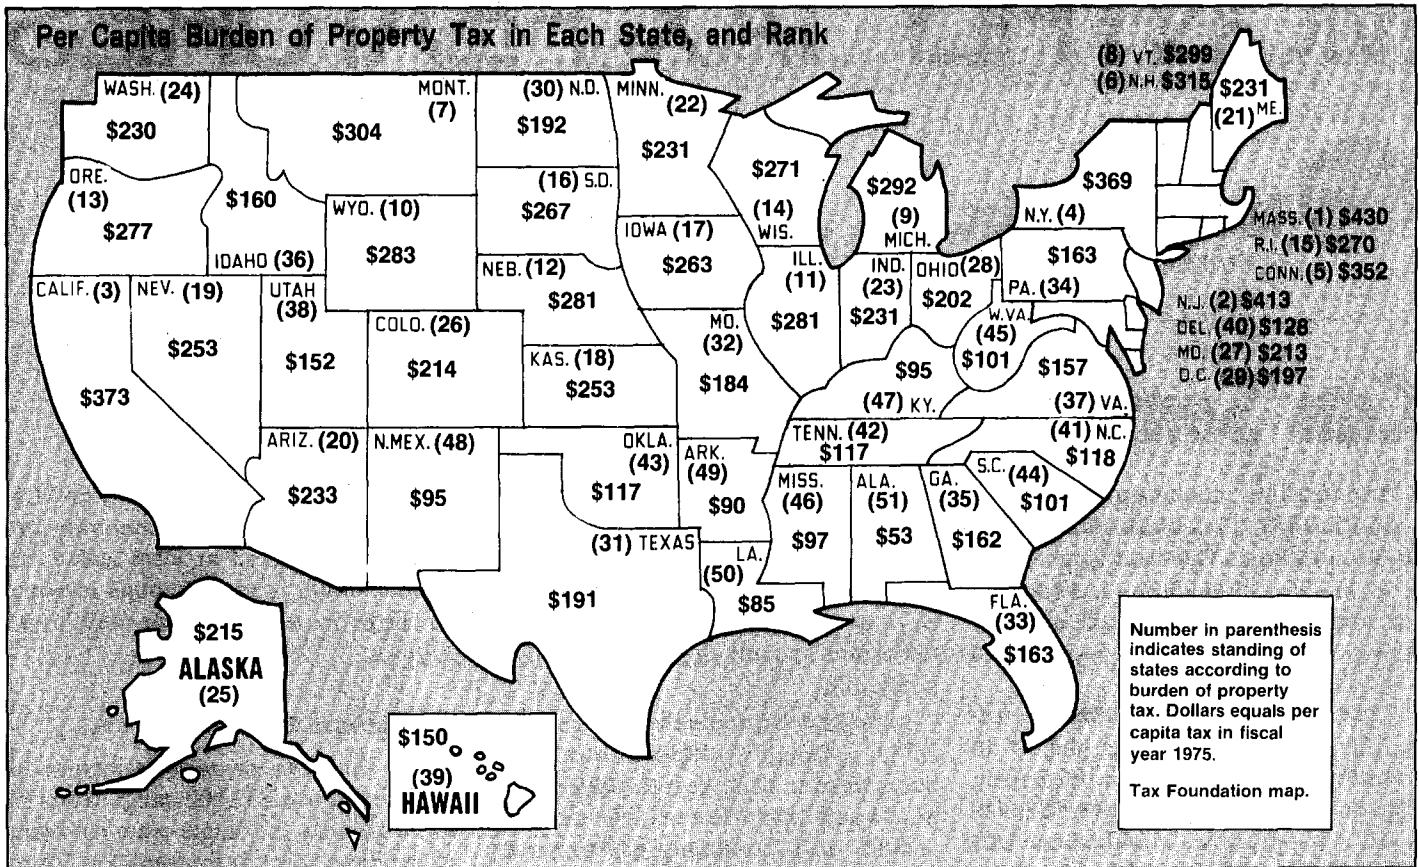 Per Capita Burden of Property Tax in Each State, and Rank
(8) VT. $299
(6) N.H. $315
$231
(21) ME.
WASH. (24)
$230
MONT.
(7)
$304
(30) N.D.
$192
MINN.
(22)
$231
$271
(14)
WIS.
$292
(9)
MICH.
$369
N.Y. (4)
ORE.
(13)
$277
$160
IDAHO (36)
WYO. (10)
$283
(16) S.D.
$267
IOWA (17)
$263
MASS. (1) $430
R.I. (15) $270
CONN. (5) $352
N.J. (2) $413
DEL. (40) $128
MD. (27) $213
D.C. (29) $197
CALIF. (3)
$373
NEV. (19)
$253
UTAH
(38)
$152
COLO. (26)
$214
NEB. (12)
$281
KAS. (18)
$253
MO.
(32)
$184
ILL.
(11)
$281
IND.
(23)
$231
OHIO (28)
$202
$163
PA. (34)
W.VA.
(45)
$101
$157
(37) VA.
$95
(47) KY.
TENN. (42)
$117
(41) N.C.
$118
ARIZ. (20)
$233
N.MEX. (48)
$95
OKLA.
(43)
$117
ARK.
(49)
$90
MISS.
(46)
$97
ALA.
(51)
$53
GA.
(35)
$162
S.C. (44)
$101
(31) TEXAS
$191
LA.
(50)
$85
FLA.
(33)
$163
$215
ALASKA
(25)
$150
(39)
HAWAII
Number in parenthesis
indicates standing of
states according to
burden of property
tax. Dollars equals per
capita tax in fiscal
year 1975.
Tax Foundation map.